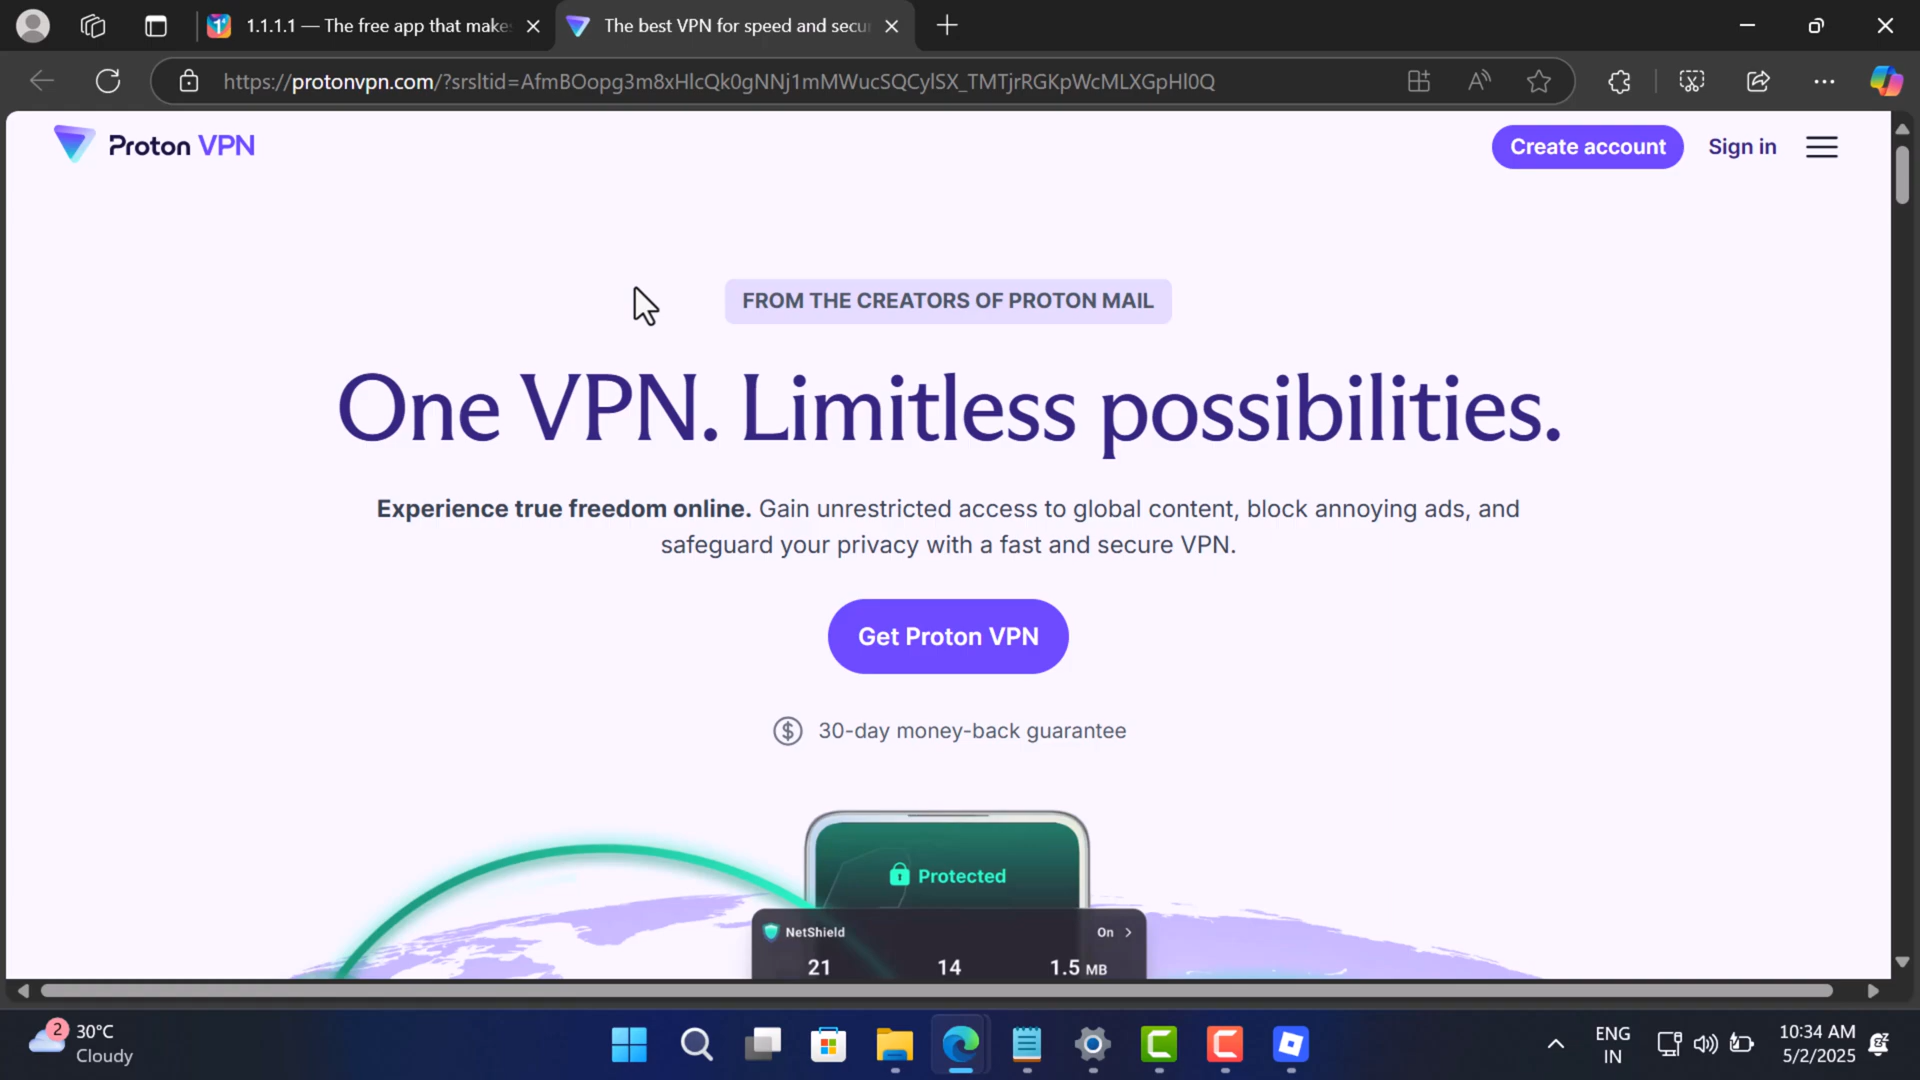 1.1.1.1 — The free app that make
The best VPN for speed and secu
https://protonvpn.com/?srsltid=AfmBOopg3m8xHlcQk0gNNj1mMWucSQCylSX_TMTjrRGKpWcMLXGpHl0Q
Proton VPN
Create account
Sign in
FROM THE CREATORS OF PROTON MAIL
One VPN. Limitless possibilities.
Experience true freedom online. Gain unrestricted access to global content, block annoying ads, and
safeguard your privacy with a fast and secure VPN.
Get Proton VPN
30-day money-back guarantee
Protected
NetShield On
21 14 1.5 MB
2 30°C
Cloudy
ENG
IN
10:34 AM
5/2/2025